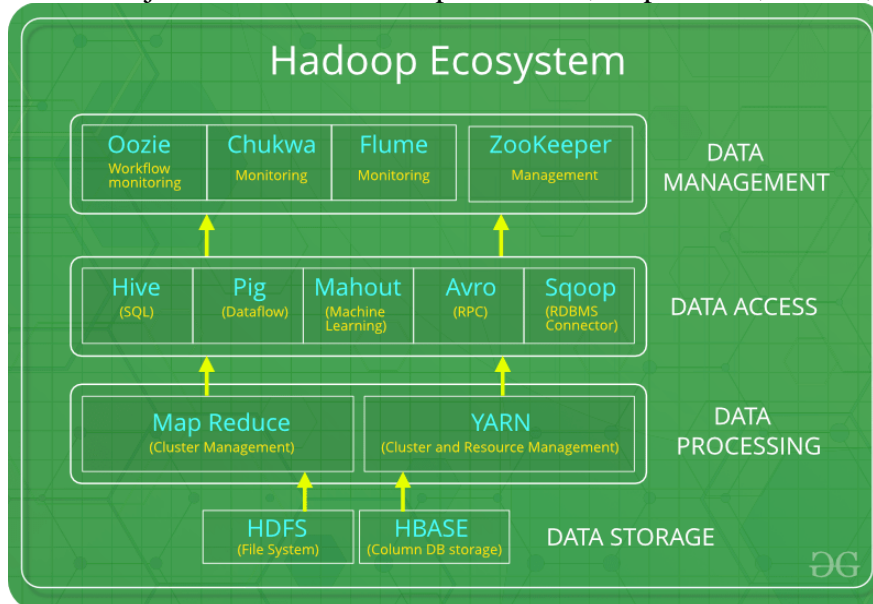 Hadoop Ecosystem
Oozie
Workflow
monitoring
Chukwa
Monitoring
Flume
Monitoring
ZooKeeper
Management
DATA
MANAGEMENT
Hive
(SQL)
Pig
(Dataflow)
Mahout
(Machine
Learning)
Avro
(RPC)
Sqoop
(RDBMS
Connector)
DATA ACCESS
Map Reduce
(Cluster Management)
YARN
(Cluster and Resource Management)
DATA
PROCESSING
HDFS
(File System)
HBASE
(Column DB storage)
DATA STORAGE